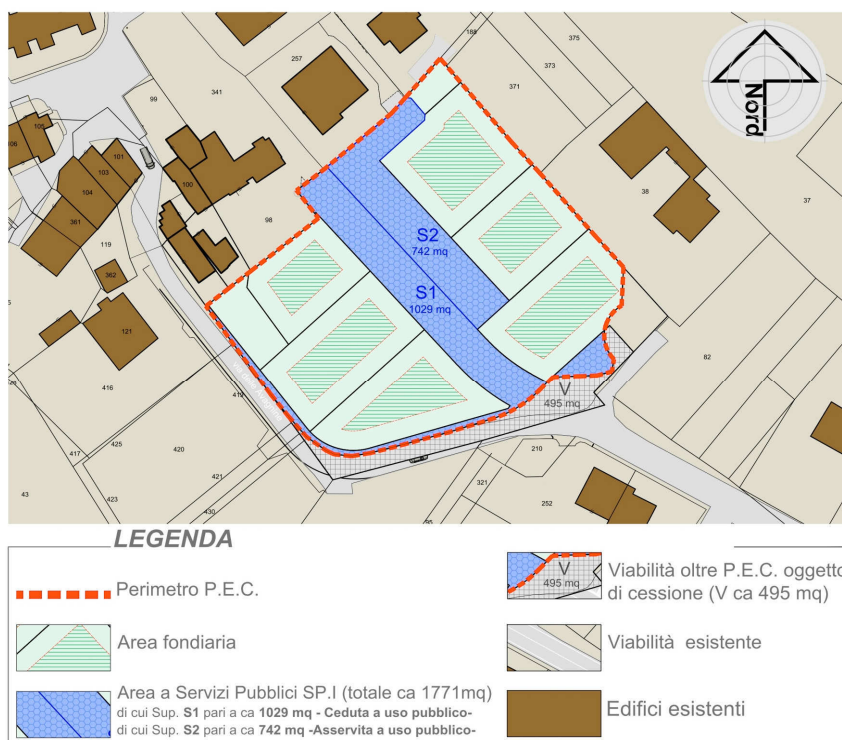 188
375
373
371
257
341
99
Nord
105
106
101
103
104
100
38
37
361
98
S2
742 mq
119
S1
1029 mq
362
121
82
416
V
495 mq
419
425
420
417
210
421
321
43
423
252
430
95
LEGENDA
Perimetro P.E.C.
Area fondiaria
Area a Servizi Pubblici SP.I (totale ca 1771mq)
di cui Sup. S1 pari a ca 1029 mq - Ceduta a uso pubblico-
di cui Sup. S2 pari a ca 742 mq -Asservita a uso pubblico-
V
495 mq
Viabilità oltre P.E.C. oggetto
di cessione (V ca 495 mq)
Viabilità esistente
Edifici esistenti